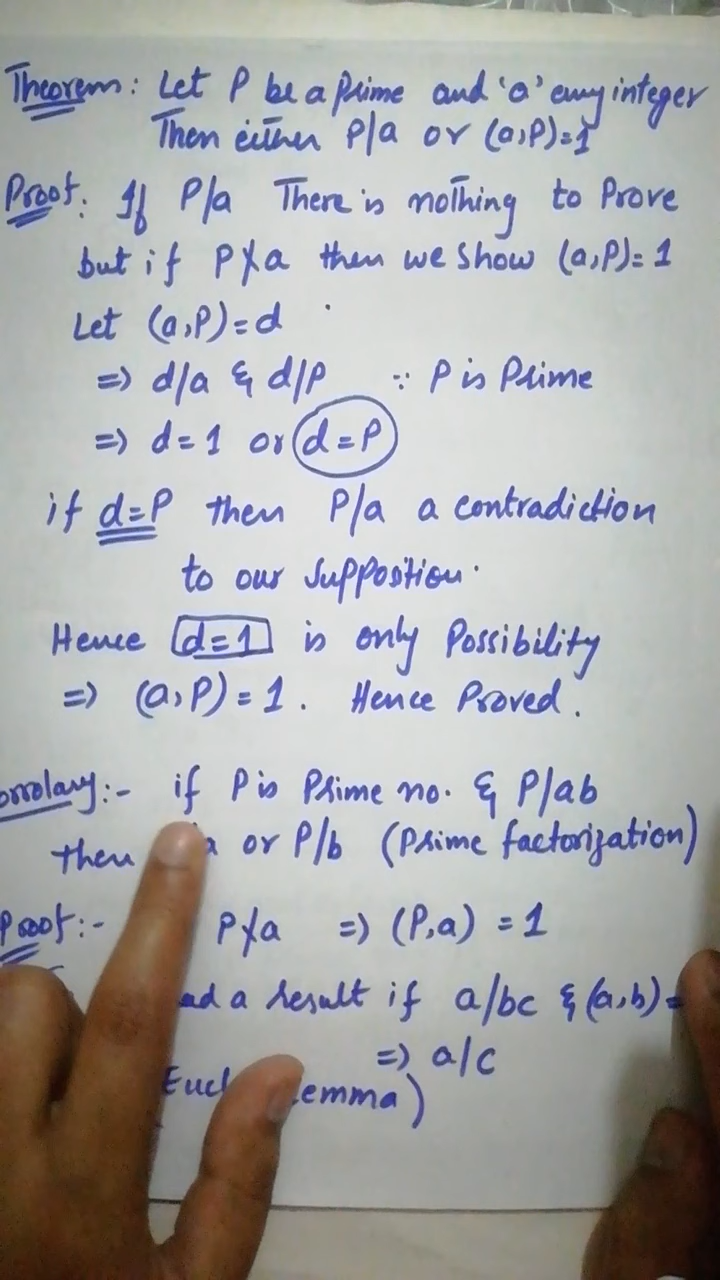 Theorem: Let P be a prime and 'a' any integer
Then either P/a or (a,P)=1
Proof: If P/a There is nothing to Prove
but if P∤a then we show (a,P)=1
Let (a,P)=d
=> d/a & d/P ∵ P is Prime
=> d=1 or d=P
if d=P then P/a a contradiction
to our Supposition.
Hence d=1 is only Possibility
=> (a,P)=1. Hence Proved.
orrolary:- if P is Prime no. & P/ab
then a or P/b (Prime factorization)
Proof:- P∤a => (P,a) = 1
a result if a/bc & (a,b)=
=> a/c
Eucl emma)